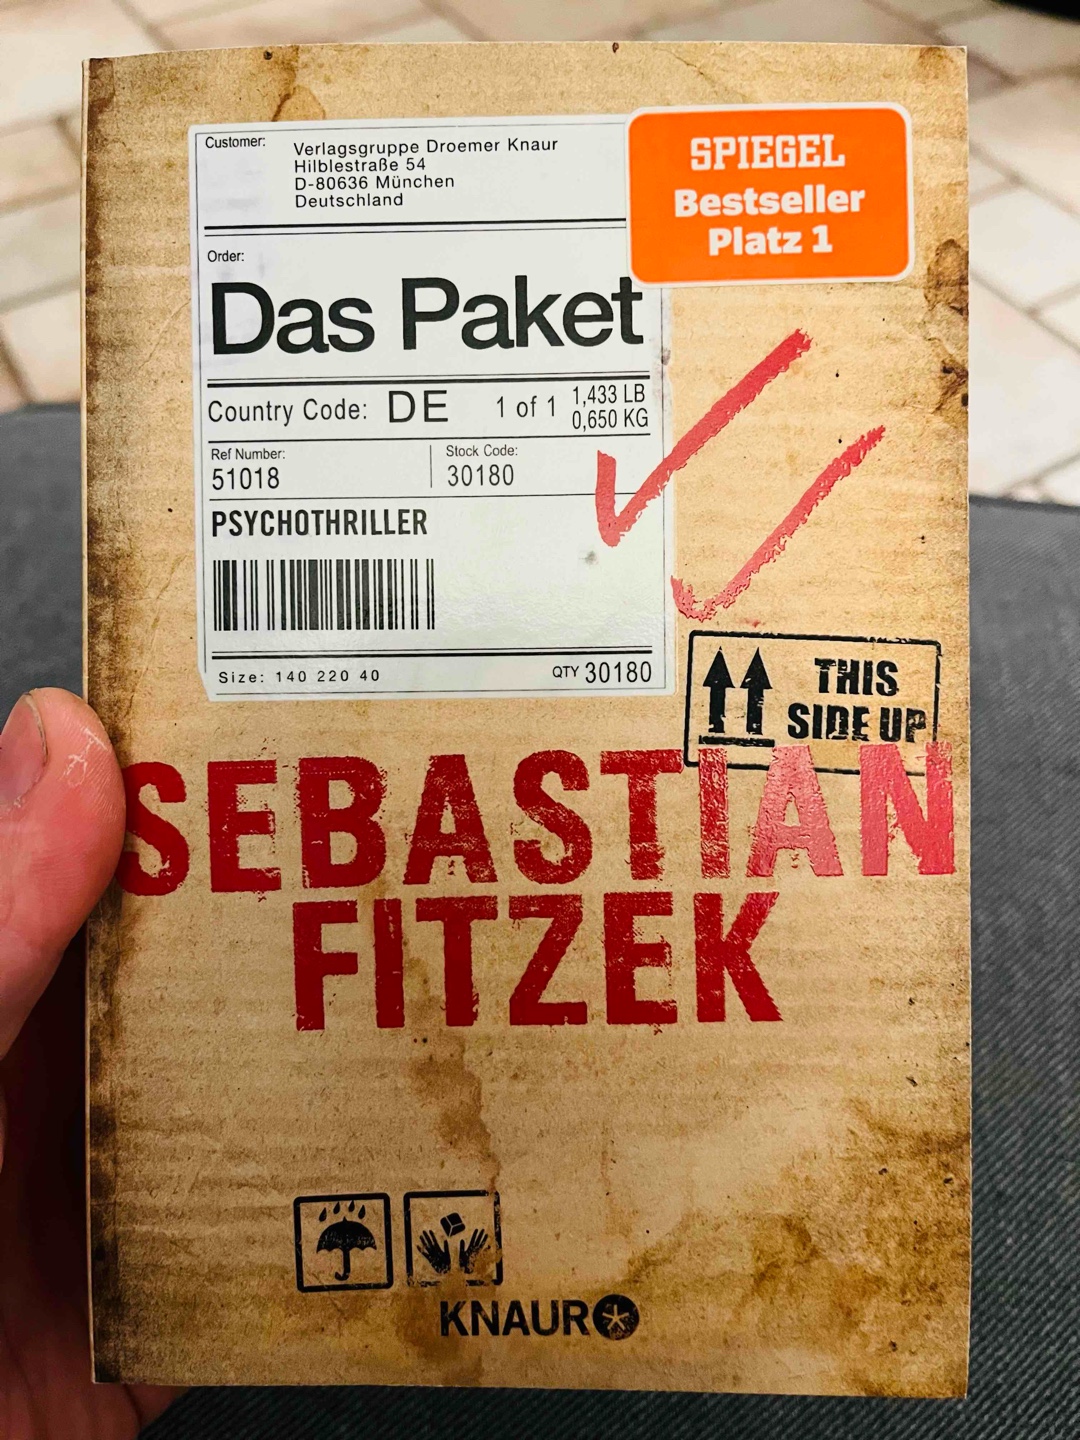 Customer:
Verlagsgruppe Droemer Knaur
Hilblestraße 54
D-80636 München
Deutschland
SPIEGEL
Bestseller
Platz 1
Order:
Das Paket
Country Code: DE 1 of 1 1,433 LB
0,650 KG
Ref Number:
51018
Stock Code:
30180
PSYCHOTHRILLER
Size: 140 220 40
QTY 30180
THIS
SIDE UP
SEBASTIAN
FITZEK
KNAUR